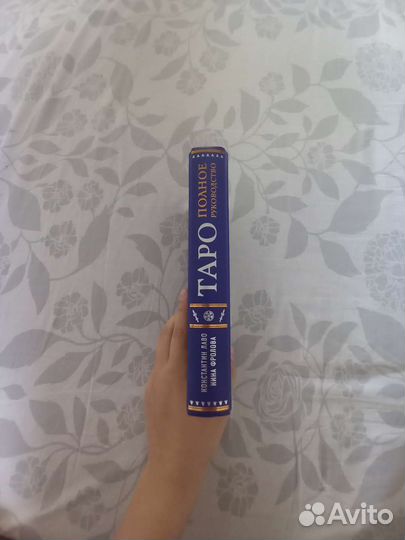 ТАРО
ПОЛНОЕ
РУКОВОДСТВО
КОНСТАНТИН ЛАВО
НИНА ФРОЛОВА
Avito